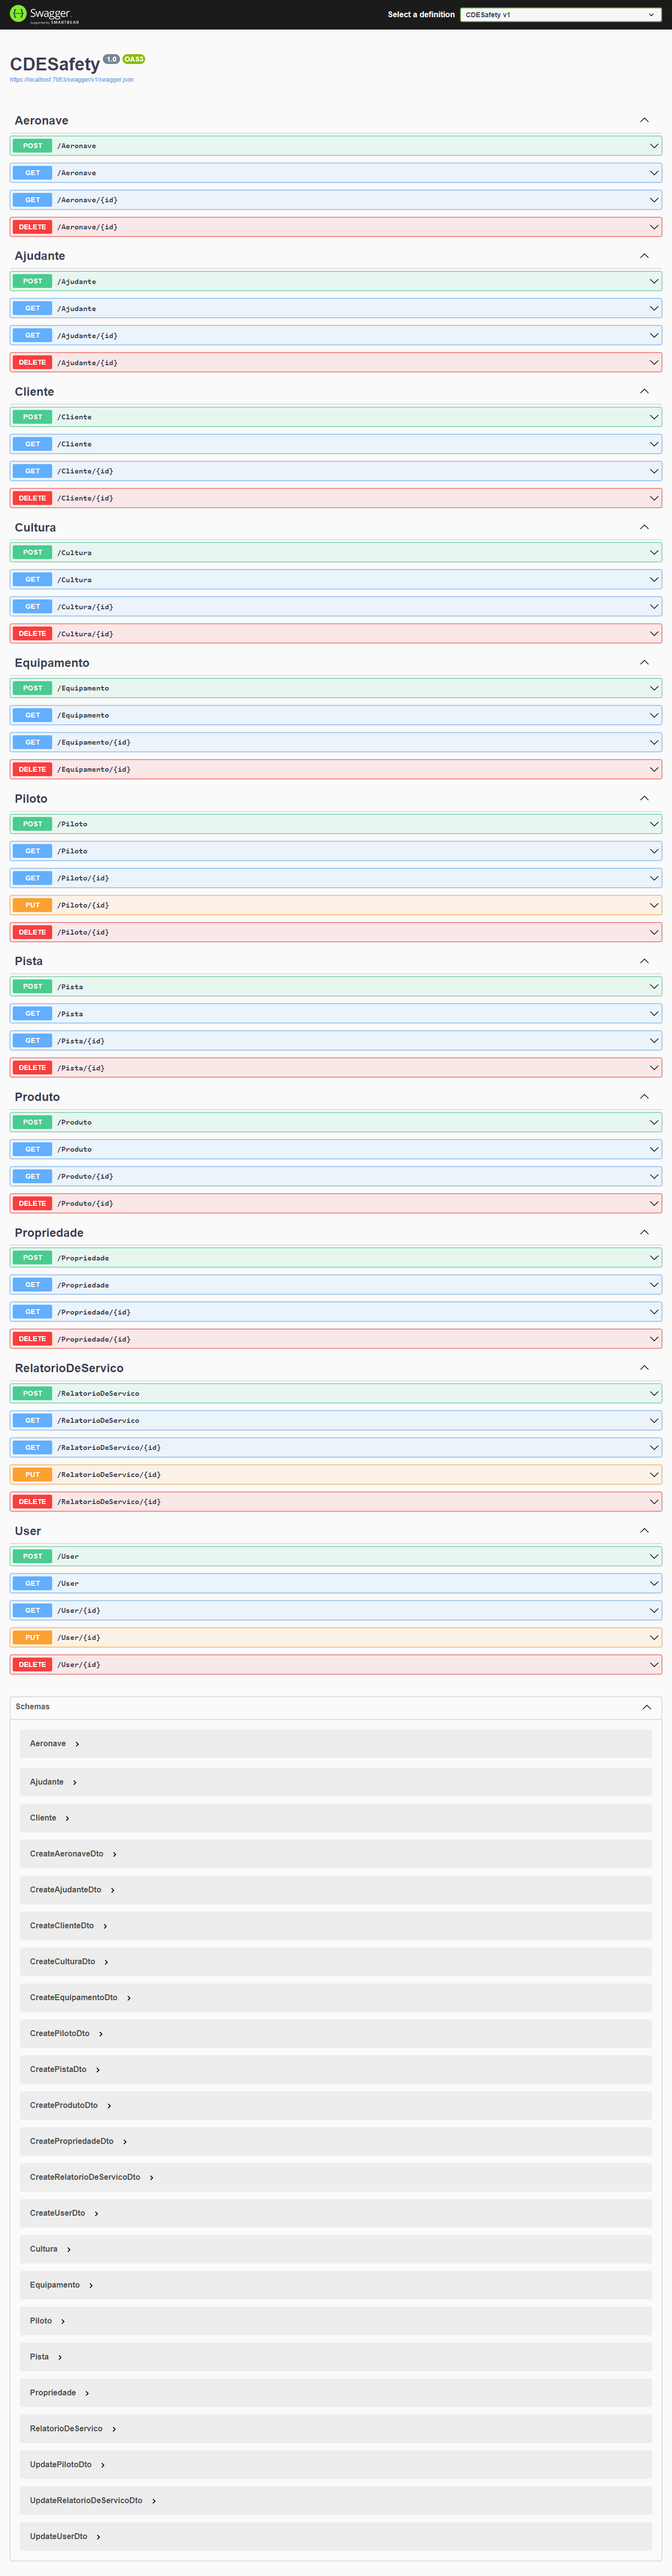 Swagger
Supported by SMARTBEAR
Select a definition
CDESafety v1
CDESafety 1.0 OAS3
https://localhost:7053/swagger/v1/swagger.json
Aeronave
POST /Aeronave
GET /Aeronave
GET /Aeronave/{id}
DELETE /Aeronave/{id}
Ajudante
POST /Ajudante
GET /Ajudante
GET /Ajudante/{id}
DELETE /Ajudante/{id}
Cliente
POST /Cliente
GET /Cliente
GET /Cliente/{id}
DELETE /Cliente/{id}
Cultura
POST /Cultura
GET /Cultura
GET /Cultura/{id}
DELETE /Cultura/{id}
Equipamento
POST /Equipamento
GET /Equipamento
GET /Equipamento/{id}
DELETE /Equipamento/{id}
Piloto
POST /Piloto
GET /Piloto
GET /Piloto/{id}
PUT /Piloto/{id}
DELETE /Piloto/{id}
Pista
POST /Pista
GET /Pista
GET /Pista/{id}
DELETE /Pista/{id}
Produto
POST /Produto
GET /Produto
GET /Produto/{id}
DELETE /Produto/{id}
Propriedade
POST /Propriedade
GET /Propriedade
GET /Propriedade/{id}
DELETE /Propriedade/{id}
RelatorioDeServico
POST /RelatorioDeServico
GET /RelatorioDeServico
GET /RelatorioDeServico/{id}
PUT /RelatorioDeServico/{id}
DELETE /RelatorioDeServico/{id}
User
POST /User
GET /User
GET /User/{id}
PUT /User/{id}
DELETE /User/{id}
Schemas
Aeronave
Ajudante
Cliente
CreateAeronaveDto
CreateAjudanteDto
CreateClienteDto
CreateCulturaDto
CreateEquipamentoDto
CreatePilotoDto
CreatePistaDto
CreateProdutoDto
CreatePropriedadeDto
CreateRelatorioDeServicoDto
CreateUserDto
Cultura
Equipamento
Piloto
Pista
Propriedade
RelatorioDeServico
UpdatePilotoDto
UpdateRelatorioDeServicoDto
UpdateUserDto